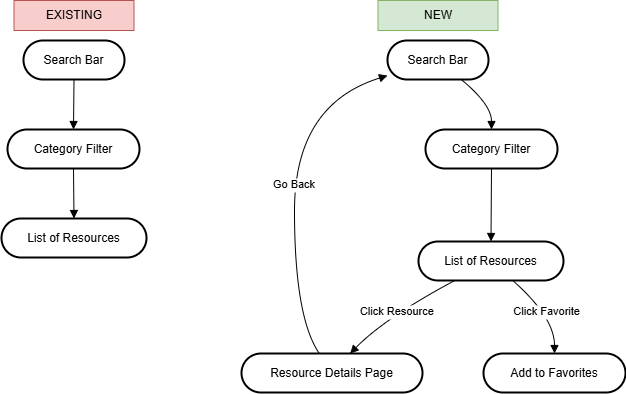 EXISTING
Search Bar
Category Filter
List of Resources
NEW
Search Bar
Category Filter
List of Resources
Go Back
Click Resource
Click Favorite
Resource Details Page
Add to Favorites